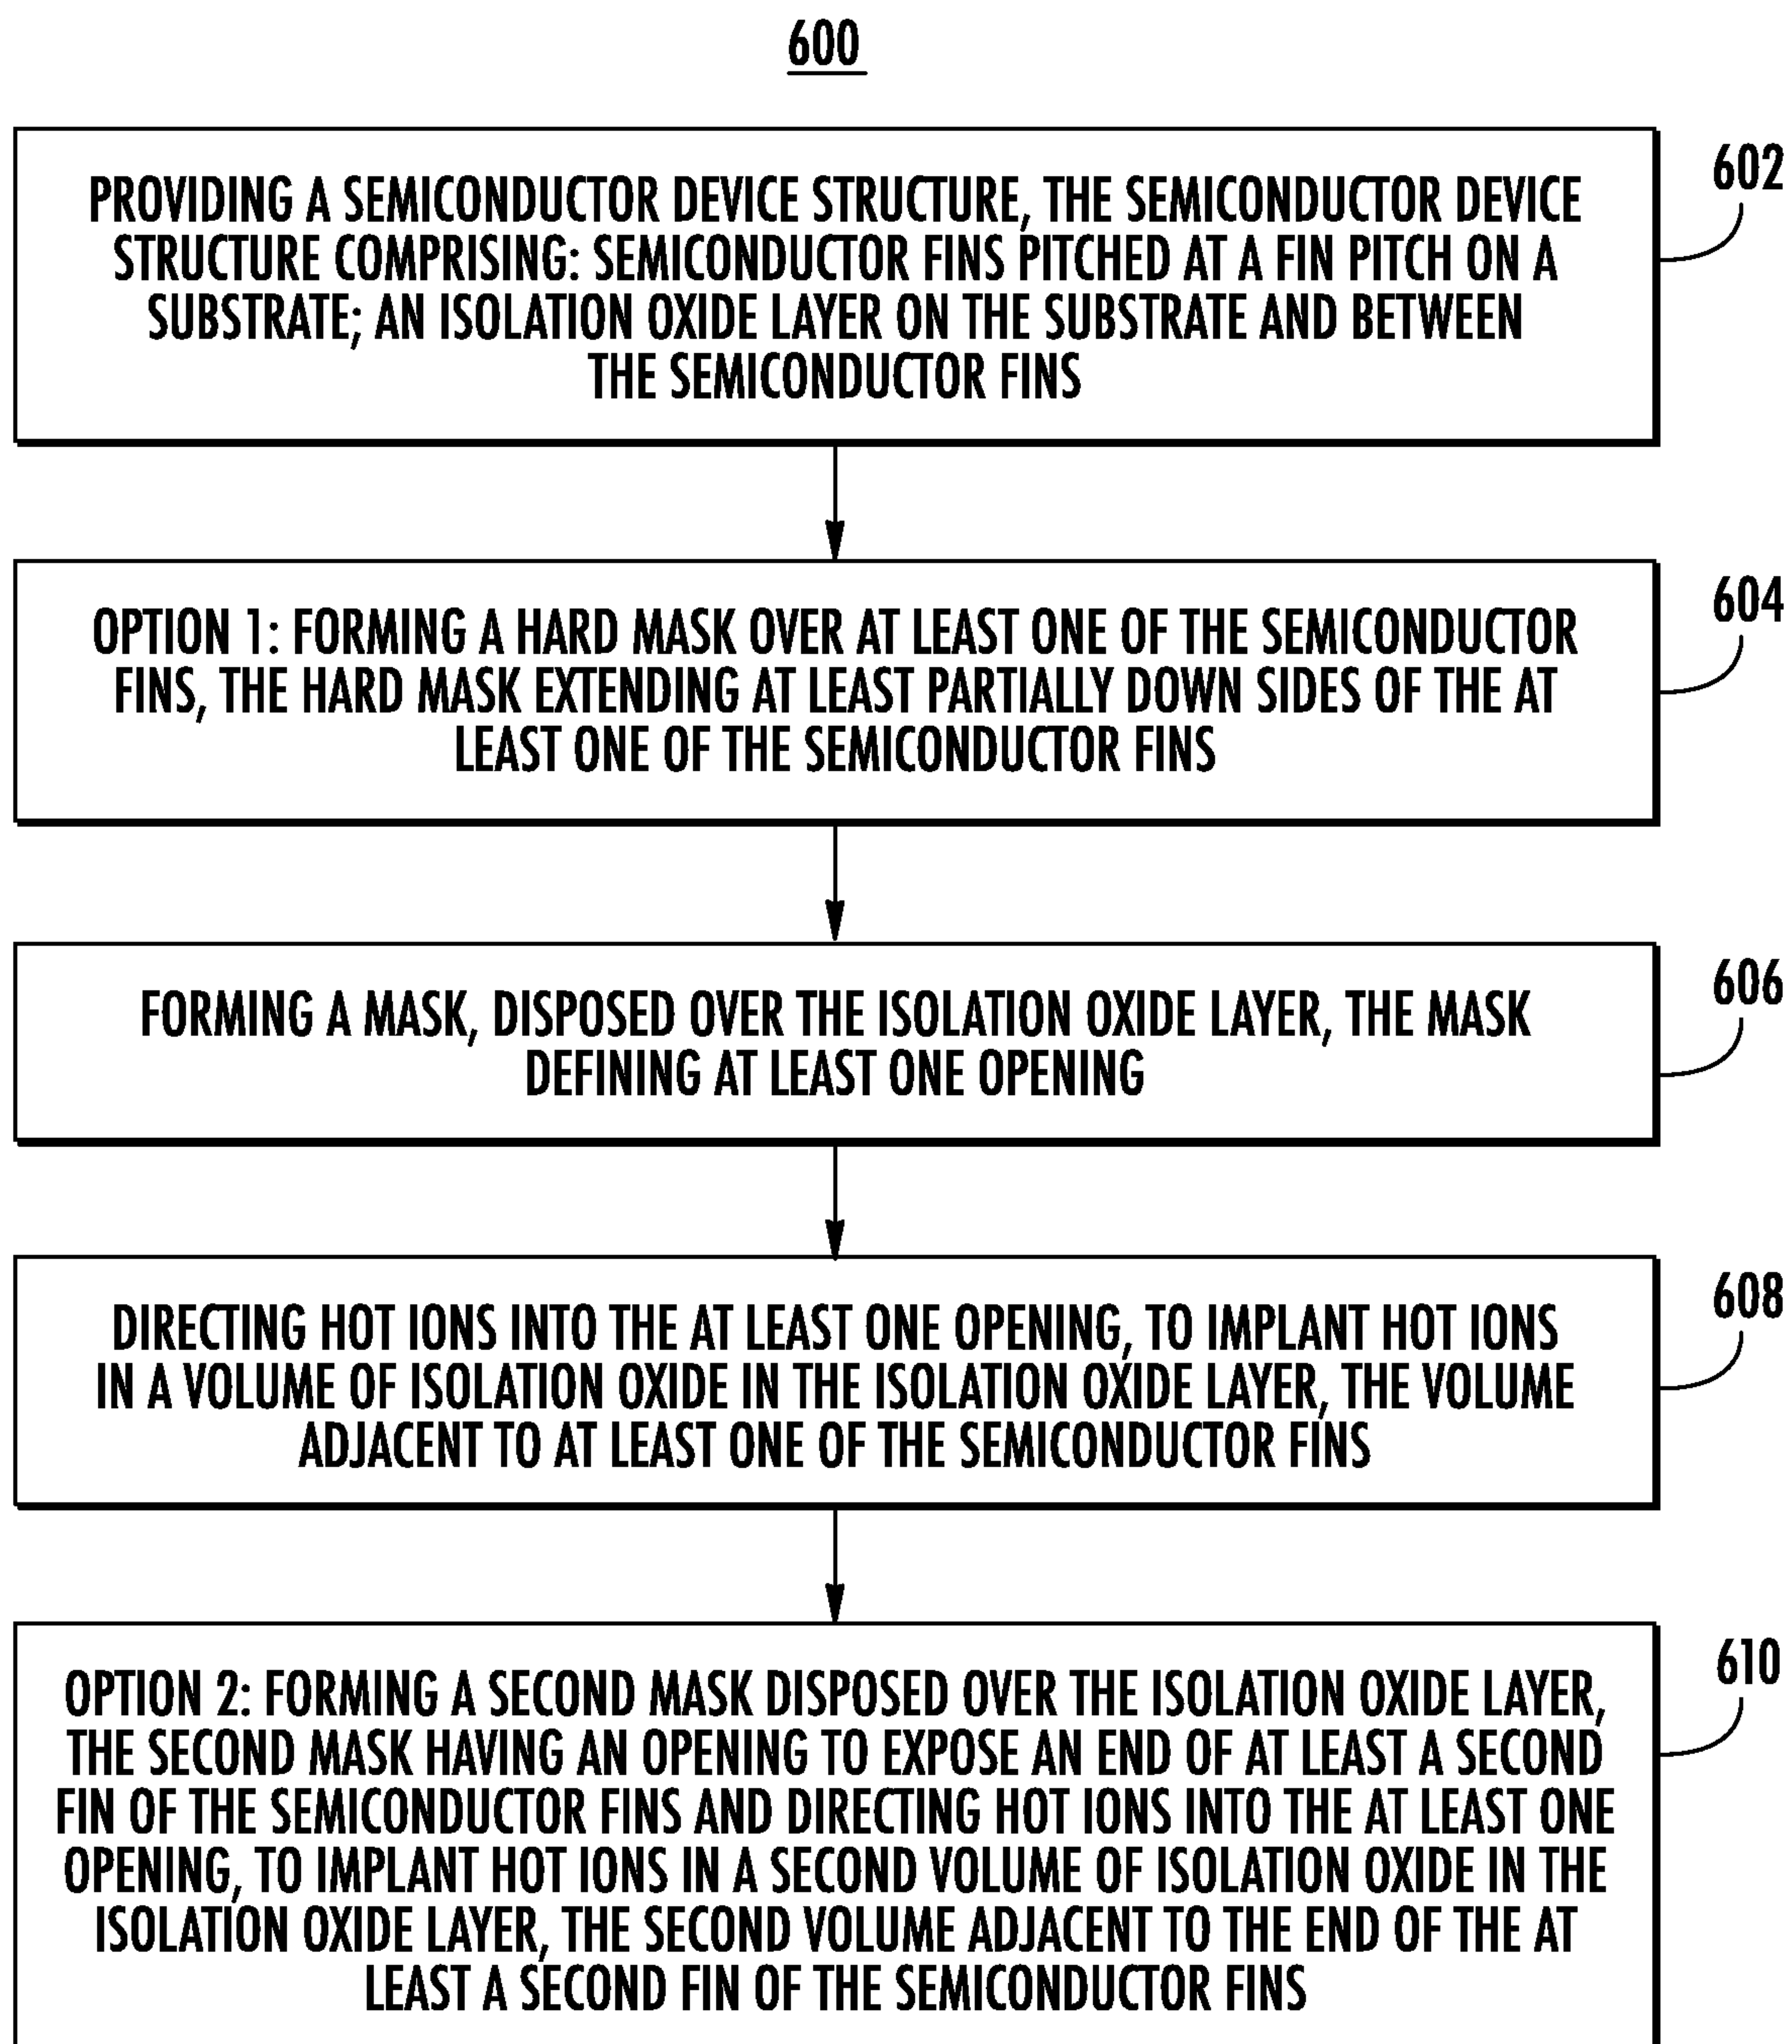 600
PROVIDING A SEMICONDUCTOR DEVICE STRUCTURE, THE SEMICONDUCTOR DEVICE
STRUCTURE COMPRISING: SEMICONDUCTOR FINS PITCHED AT A FIN PITCH ON A
SUBSTRATE; AN ISOLATION OXIDE LAYER ON THE SUBSTRATE AND BETWEEN
THE SEMICONDUCTOR FINS
602
OPTION 1: FORMING A HARD MASK OVER AT LEAST ONE OF THE SEMICONDUCTOR
FINS, THE HARD MASK EXTENDING AT LEAST PARTIALLY DOWN SIDES OF THE AT
LEAST ONE OF THE SEMICONDUCTOR FINS
604
FORMING A MASK, DISPOSED OVER THE ISOLATION OXIDE LAYER, THE MASK
DEFINING AT LEAST ONE OPENING
606
DIRECTING HOT IONS INTO THE AT LEAST ONE OPENING, TO IMPLANT HOT IONS
IN A VOLUME OF ISOLATION OXIDE IN THE ISOLATION OXIDE LAYER, THE VOLUME
ADJACENT TO AT LEAST ONE OF THE SEMICONDUCTOR FINS
608
OPTION 2: FORMING A SECOND MASK DISPOSED OVER THE ISOLATION OXIDE LAYER,
THE SECOND MASK HAVING AN OPENING TO EXPOSE AN END OF AT LEAST A SECOND
FIN OF THE SEMICONDUCTOR FINS AND DIRECTING HOT IONS INTO THE AT LEAST ONE
OPENING, TO IMPLANT HOT IONS IN A SECOND VOLUME OF ISOLATION OXIDE IN THE
ISOLATION OXIDE LAYER, THE SECOND VOLUME ADJACENT TO THE END OF THE AT
LEAST A SECOND FIN OF THE SEMICONDUCTOR FINS
610